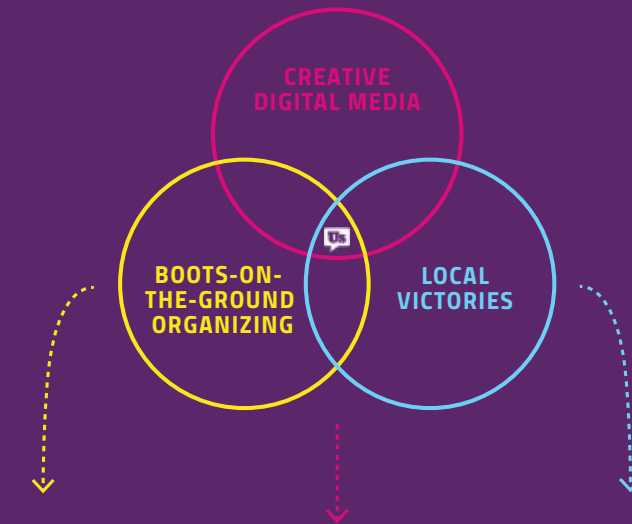 CREATIVE
DIGITAL MEDIA
Us
BOOTS-ON-
THE-GROUND
ORGANIZING
LOCAL
VICTORIES